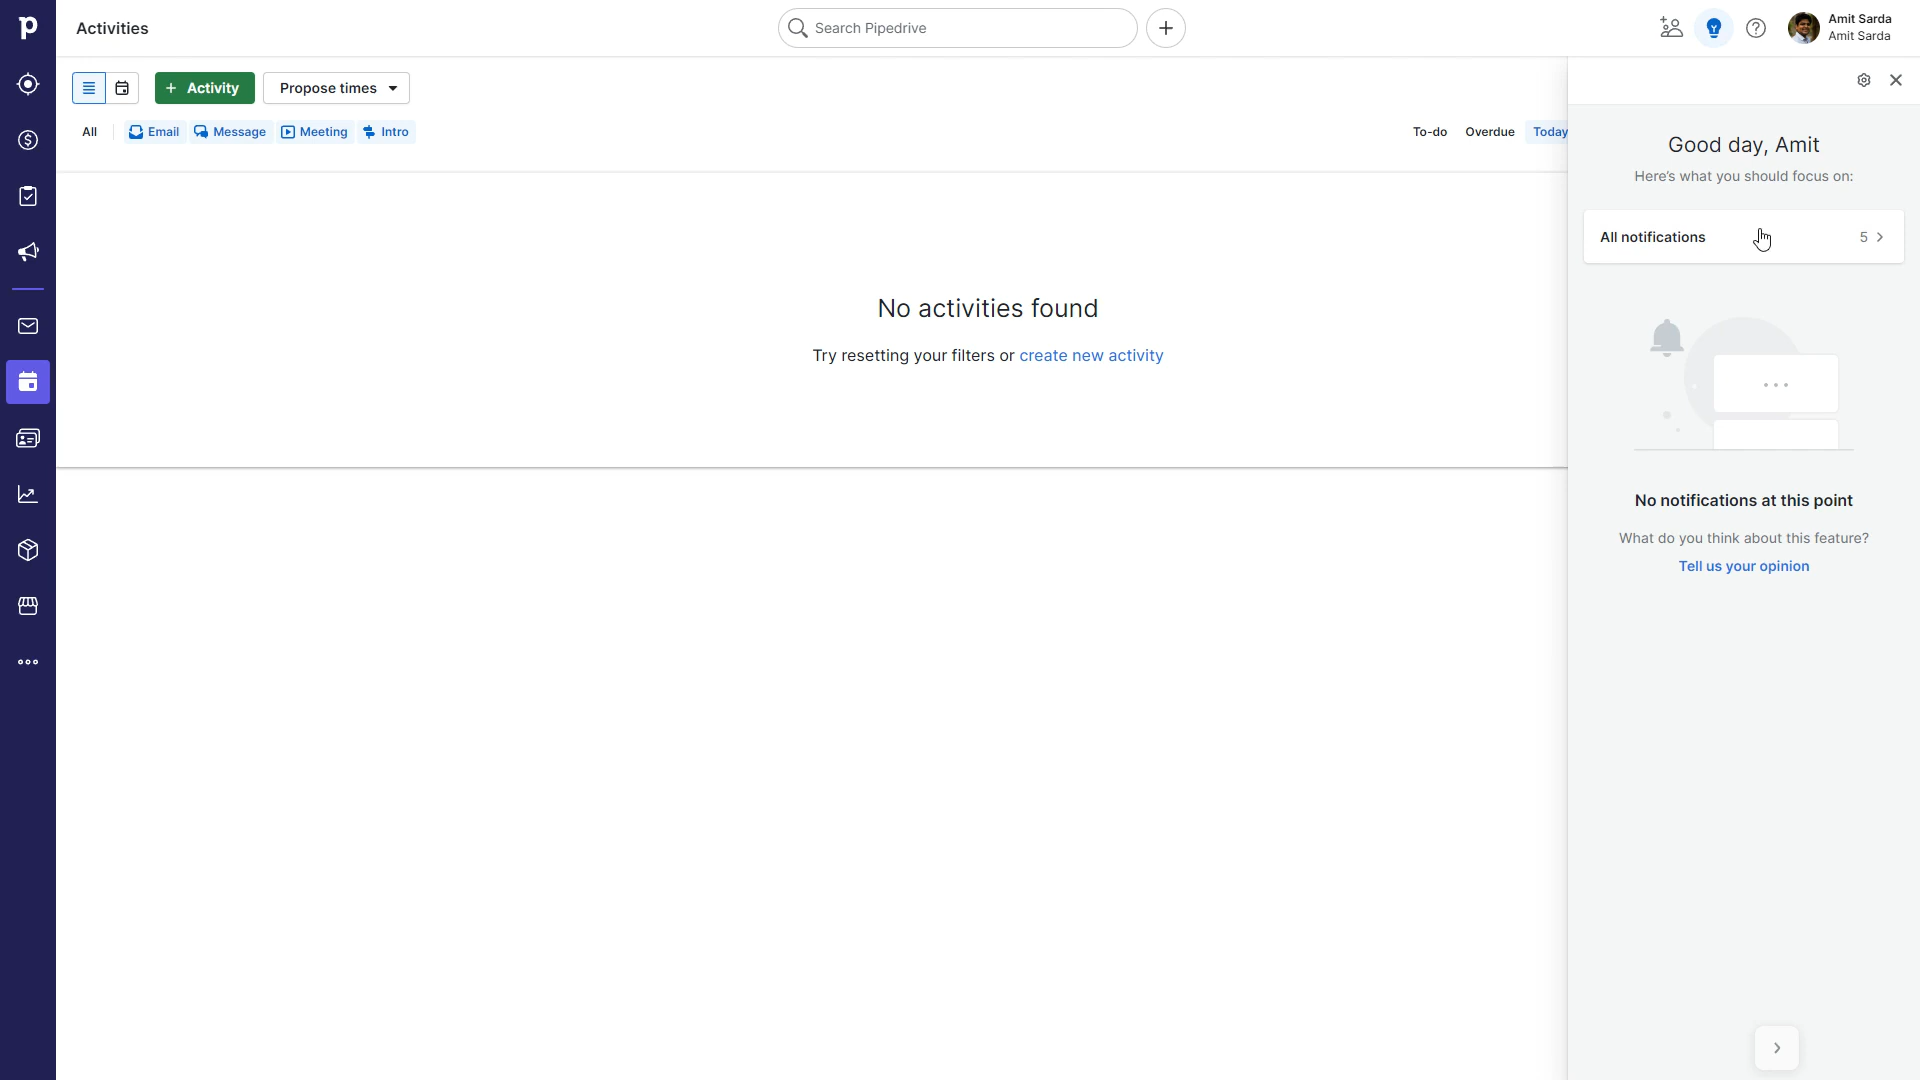 Activities
Search Pipedrive
Amit Sarda
Amit Sarda
+ Activity
Propose times
All
Email
Message
Meeting
Intro
To-do
Overdue
Today
Good day, Amit
Here's what you should focus on:
All notifications
5
No activities found
Try resetting your filters or create new activity
No notifications at this point
What do you think about this feature?
Tell us your opinion